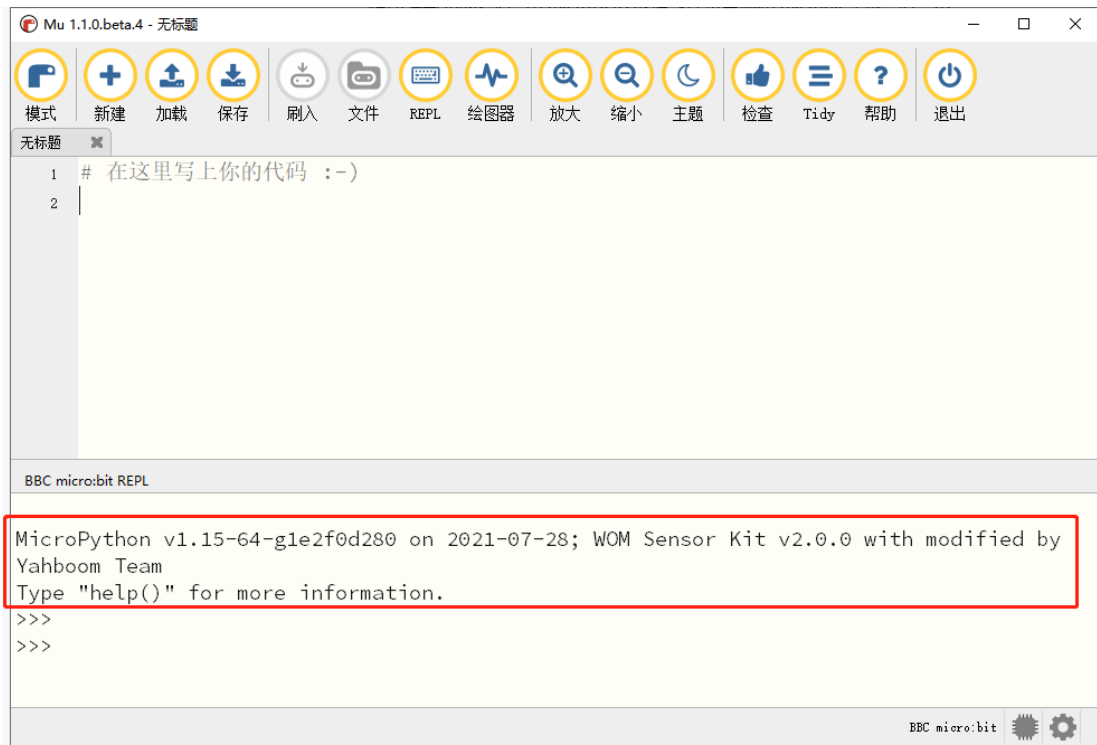 Mu 1.1.0.beta.4 - 无标题
模式 新建 加载 保存 刷入 文件 REPL 绘图器 放大 缩小 主题 检查 Tidy 帮助 退出
无标题
1 # 在这里写上你的代码 :-)
2
BBC micro:bit REPL
MicroPython v1.15-64-g1e2f0d280 on 2021-07-28; WOM Sensor Kit v2.0.0 with modified by
Yahboom Team
Type "help()" for more information.
>>>
>>>
BBC micro:bit